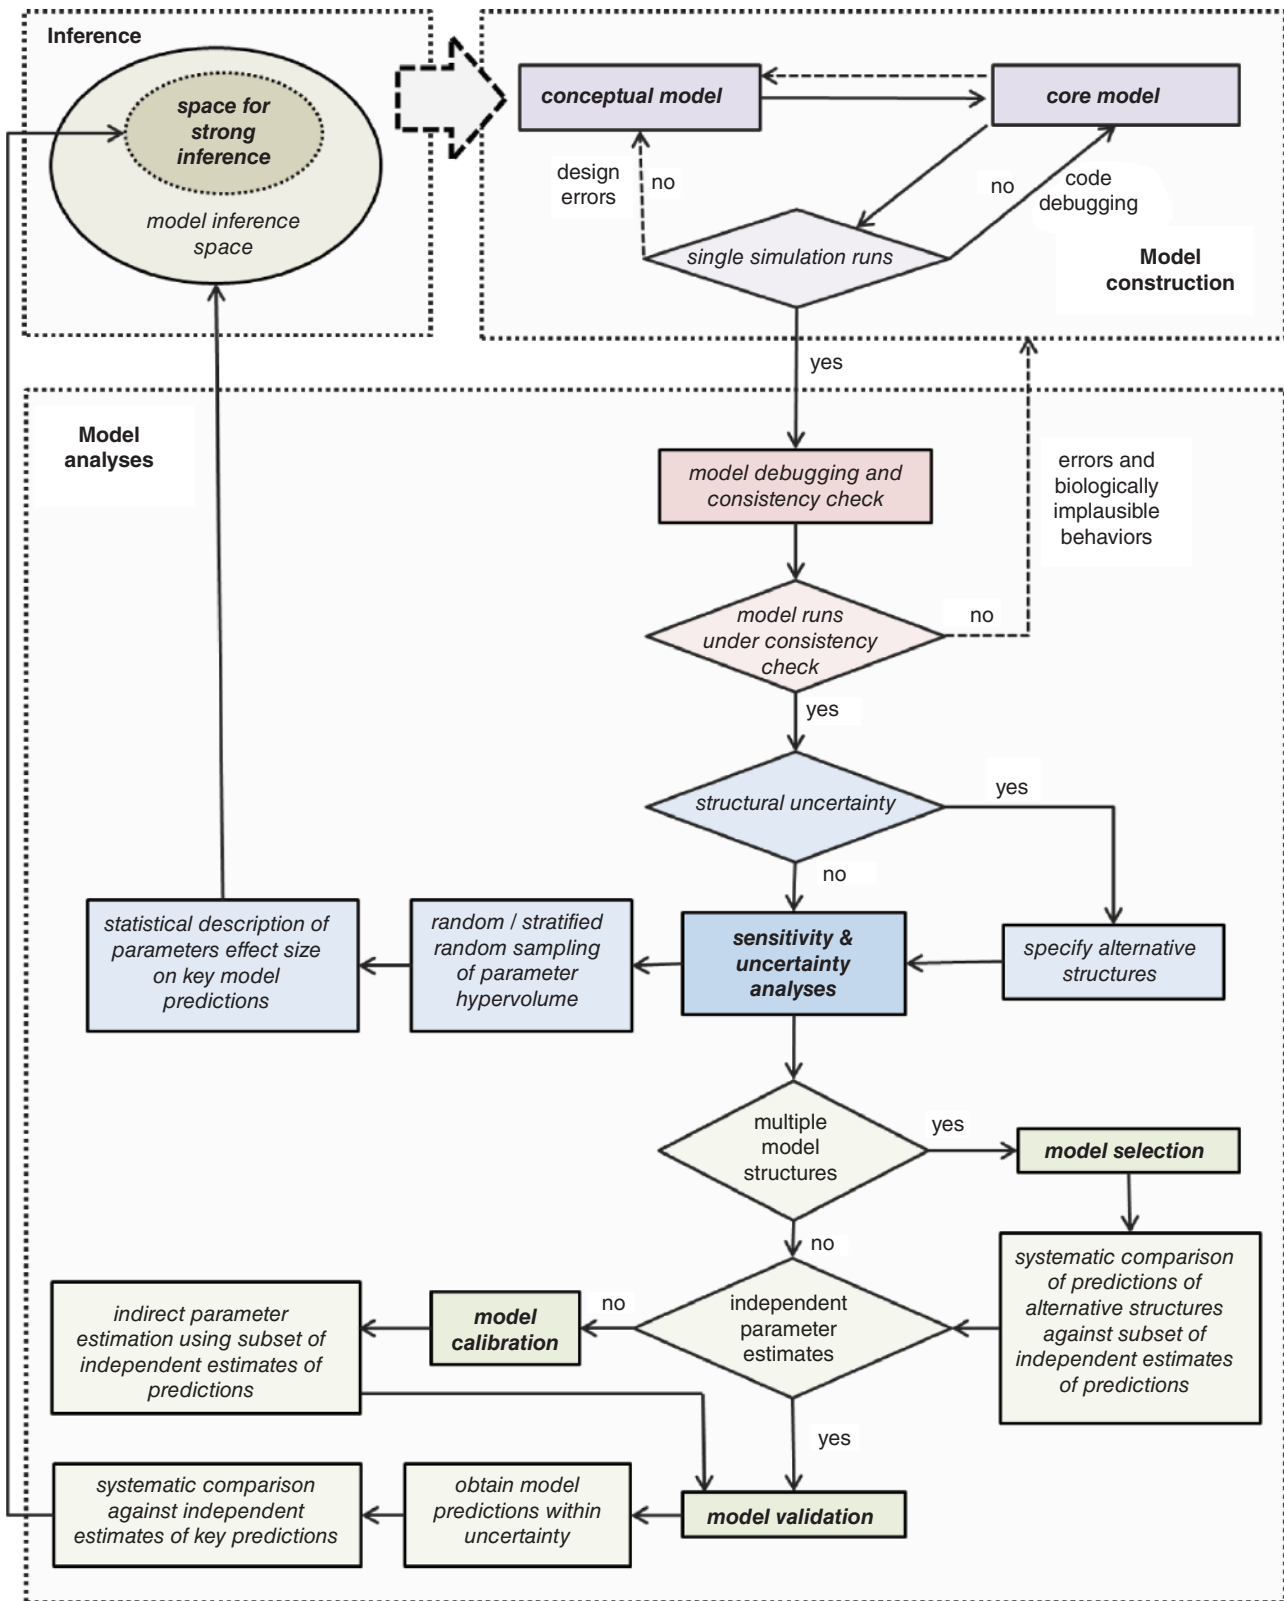 Inference
space for
strong
inference
model inference
space
conceptual model
core model
design
errors
no
no
code
debugging
single simulation runs
Model
construction
yes
Model
analyses
model debugging and
consistency check
errors and
biologically
implausible
behaviors
model runs
under consistency
check
no
yes
structural uncertainty
yes
no
statistical description of
parameters effect size
on key model
predictions
random / stratified
random sampling
of parameter
hypervolume
sensitivity &
uncertainty
analyses
specify alternative
structures
multiple
model
structures
yes
model selection
no
systematic comparison
of predictions of
alternative structures
against subset of
independent estimates
of predictions
indirect parameter
estimation using subset of
independent estimates of
predictions
model
calibration
no
independent
parameter
estimates
yes
systematic comparison
against independent
estimates of key predictions
obtain model
predictions within
uncertainty
model validation